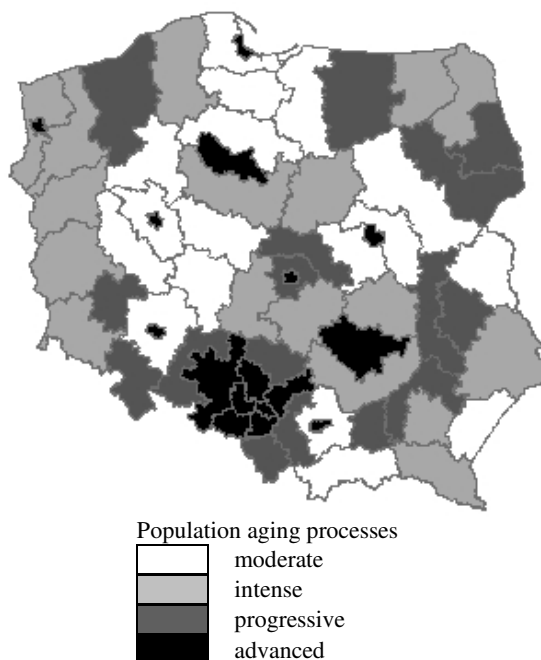 Population aging processes
moderate
intense
progressive
advanced